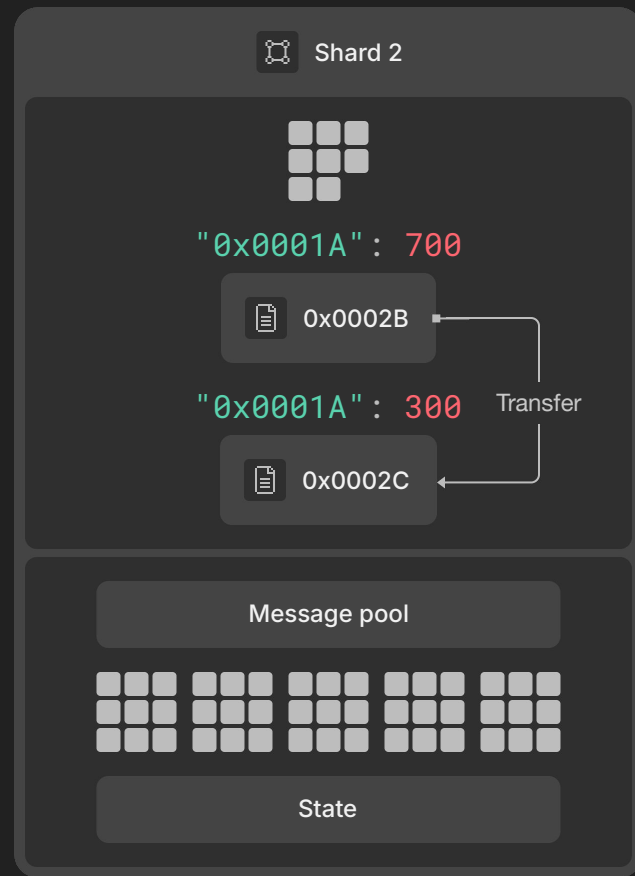 Shard 2
"0x0001A": 700
0x0002B
"0x0001A": 300
Transfer
0x0002C
Message pool
State